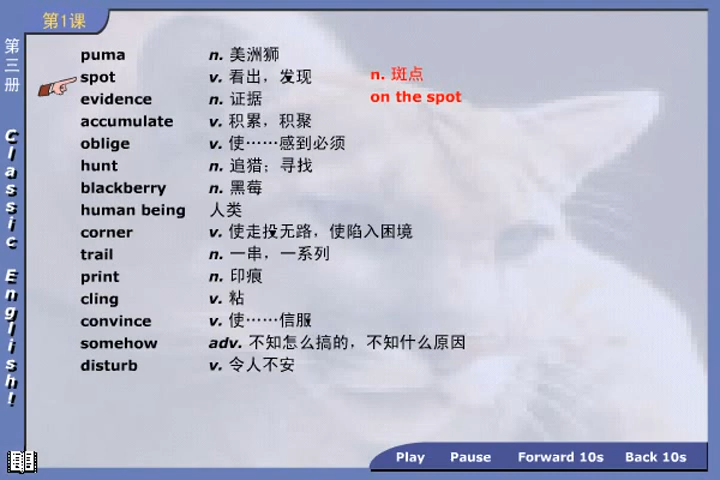 第1课
第三册
Classic English!
puma n. 美洲狮
spot v. 看出，发现 n. 斑点
evidence n. 证据 on the spot
accumulate v. 积累，积聚
oblige v. 使……感到必须
hunt n. 追猎；寻找
blackberry n. 黑莓
human being 人类
corner v. 使走投无路，使陷入困境
trail n. 一串，一系列
print n. 印痕
cling v. 粘
convince v. 使……信服
somehow adv. 不知怎么搞的，不知什么原因
disturb v. 令人不安
Play Pause Forward 10s Back 10s